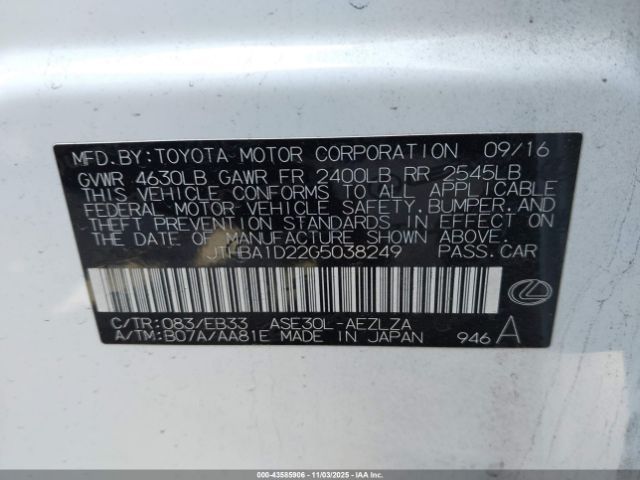 MFD. BY: TOYOTA MOTOR CORPORATION 09/16
GVWR 4630LB GAWR FR 2400LB RR 2545LB
THIS VEHICLE CONFORMS TO ALL APPLICABLE
FEDERAL MOTOR VEHICLE SAFETY, BUMPER, AND
THEFT PREVENTION STANDARDS IN EFFECT ON
THE DATE OF MANUFACTURE SHOWN ABOVE.
JTHBA1D22G5038249 PASS. CAR
C/TR: 083/EB33 ASE30L-AEZLZA
A/TM: B07A/AA81E MADE IN JAPAN 946 A
000-43585906 - 11/03/2025 - IAAI.COM